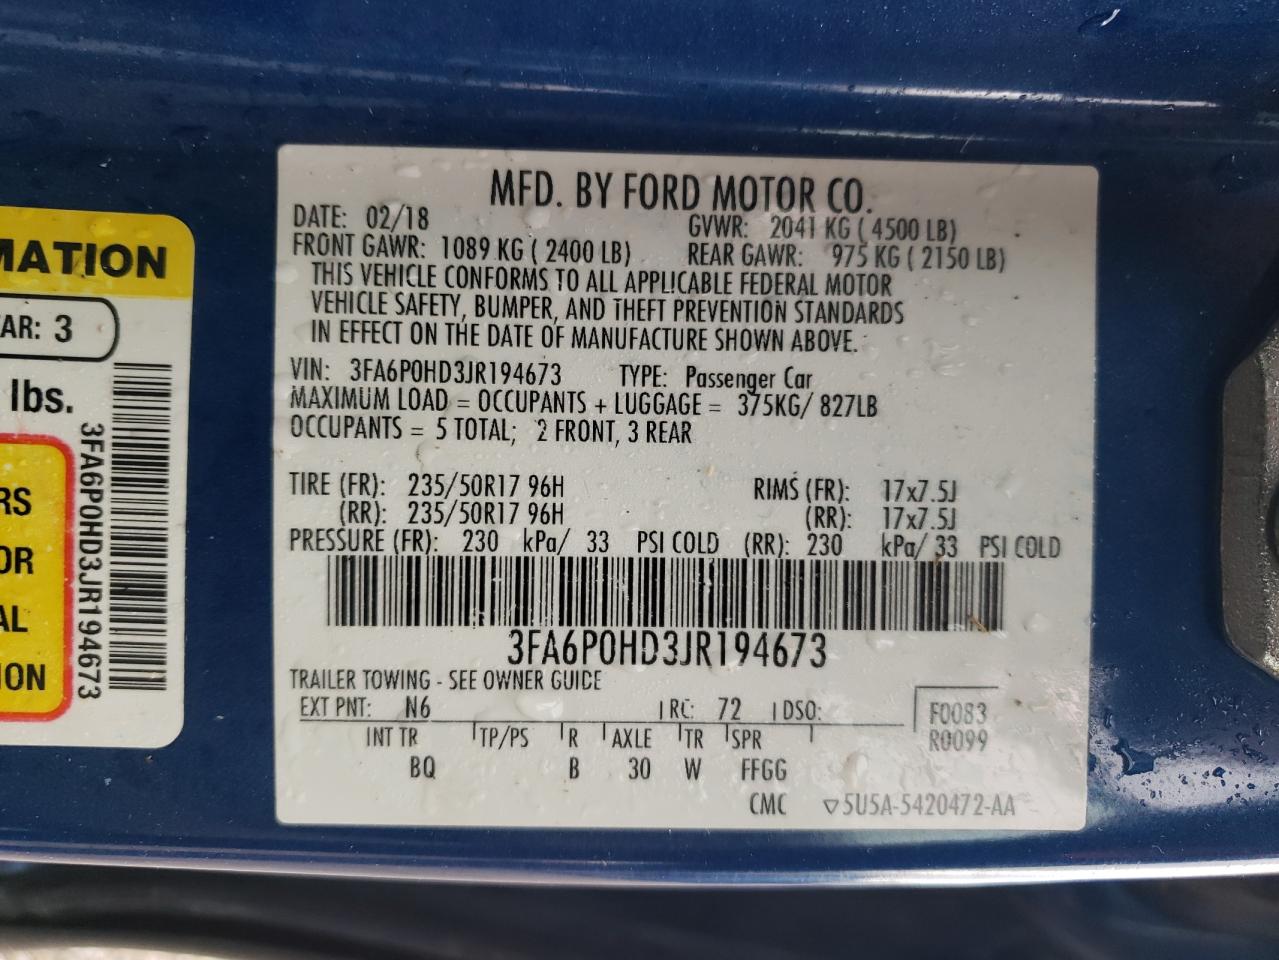 MATION
AR: 3
lbs.
RS
OR
AL
ION
3FA6P0HD3JR194673
MFD. BY FORD MOTOR CO.
DATE: 02/18 GVWR: 2041 KG ( 4500 LB)
FRONT GAWR: 1089 KG ( 2400 LB) REAR GAWR: 975 KG ( 2150 LB)
THIS VEHICLE CONFORMS TO ALL APPLICABLE FEDERAL MOTOR
VEHICLE SAFETY, BUMPER, AND THEFT PREVENTION STANDARDS
IN EFFECT ON THE DATE OF MANUFACTURE SHOWN ABOVE.
VIN: 3FA6P0HD3JR194673 TYPE: Passenger Car
MAXIMUM LOAD = OCCUPANTS + LUGGAGE = 375KG/ 827LB
OCCUPANTS = 5 TOTAL; 2 FRONT, 3 REAR
TIRE (FR): 235/50R17 96H RIMS (FR): 17x7.5J
(RR): 235/50R17 96H (RR): 17x7.5J
PRESSURE (FR): 230 kPa/ 33 PSI COLD (RR): 230 kPa/ 33 PSI COLD
3FA6P0HD3JR194673
TRAILER TOWING - SEE OWNER GUIDE
EXT PNT: N6 RC: 72 DSO: F0083
R0099
INT TR TP/PS R AXLE TR SPR
BQ B 30 W FFGG
CMC ▽5U5A-5420472-AA